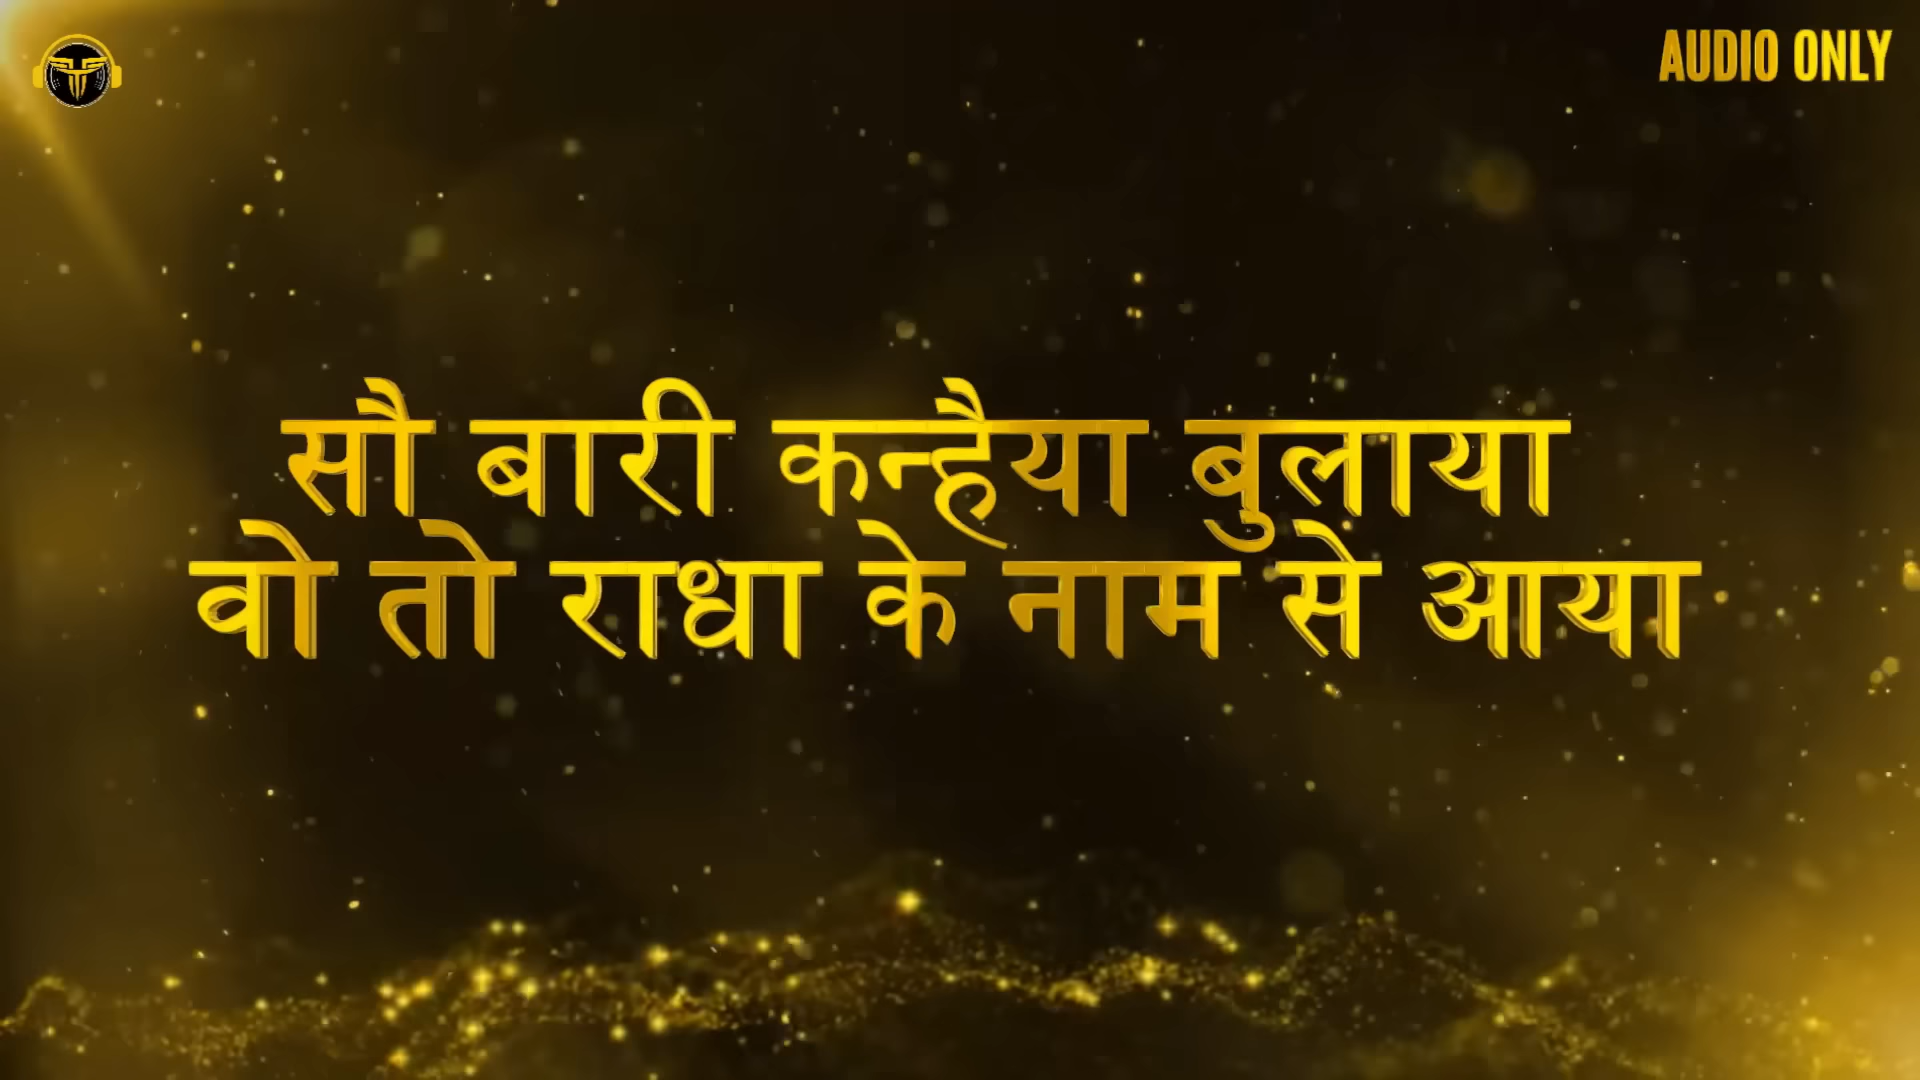 AUDIO ONLY
सौ बारी कन्हैया बुलाया
वो तो राधा के नाम से आया